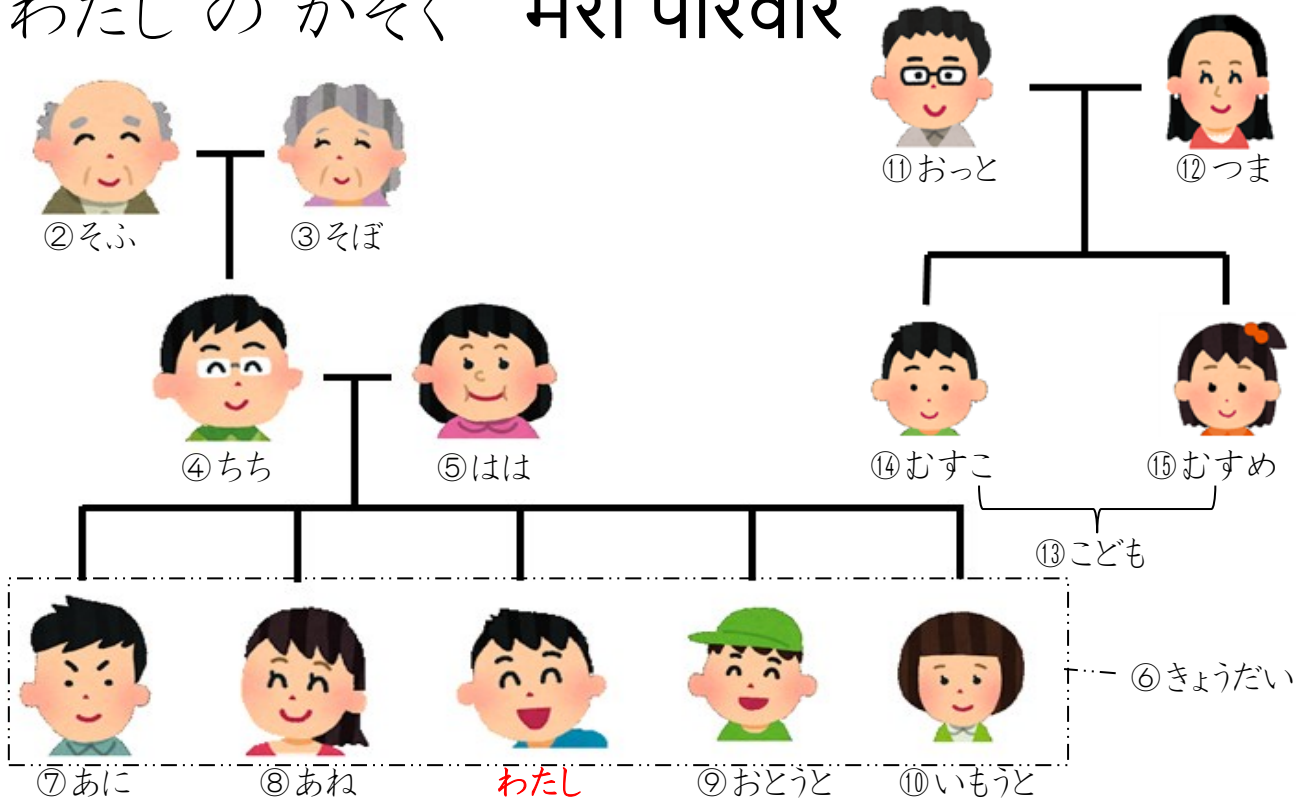 わたし の かぞく मेरा परिवार
②そふ
③そぼ
⑪おっと
⑫つま
④ちち
⑤はは
⑭むすこ
⑮むすめ
⑬こども
⑥きょうだい
⑦あに
⑧あね
わたし
⑨おとうと
⑩いもうと